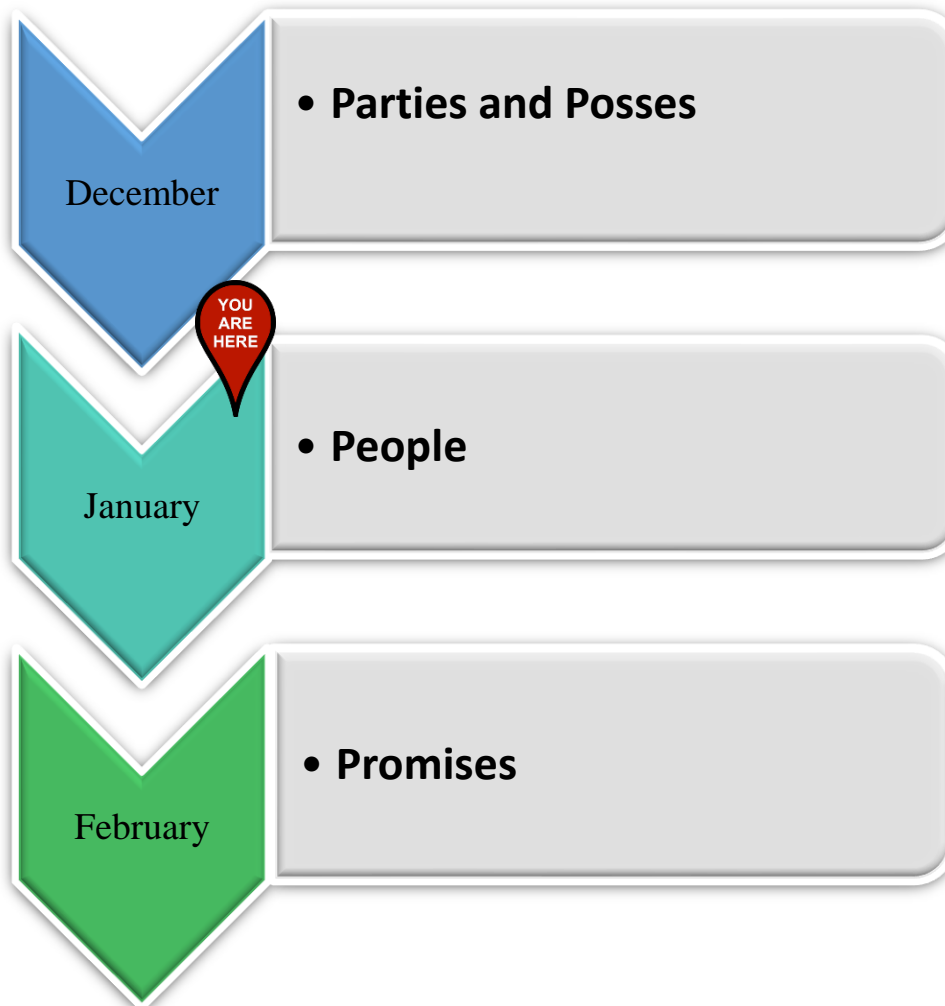 • Parties and Posses
December
YOU
ARE
HERE
• People
January
• Promises
February